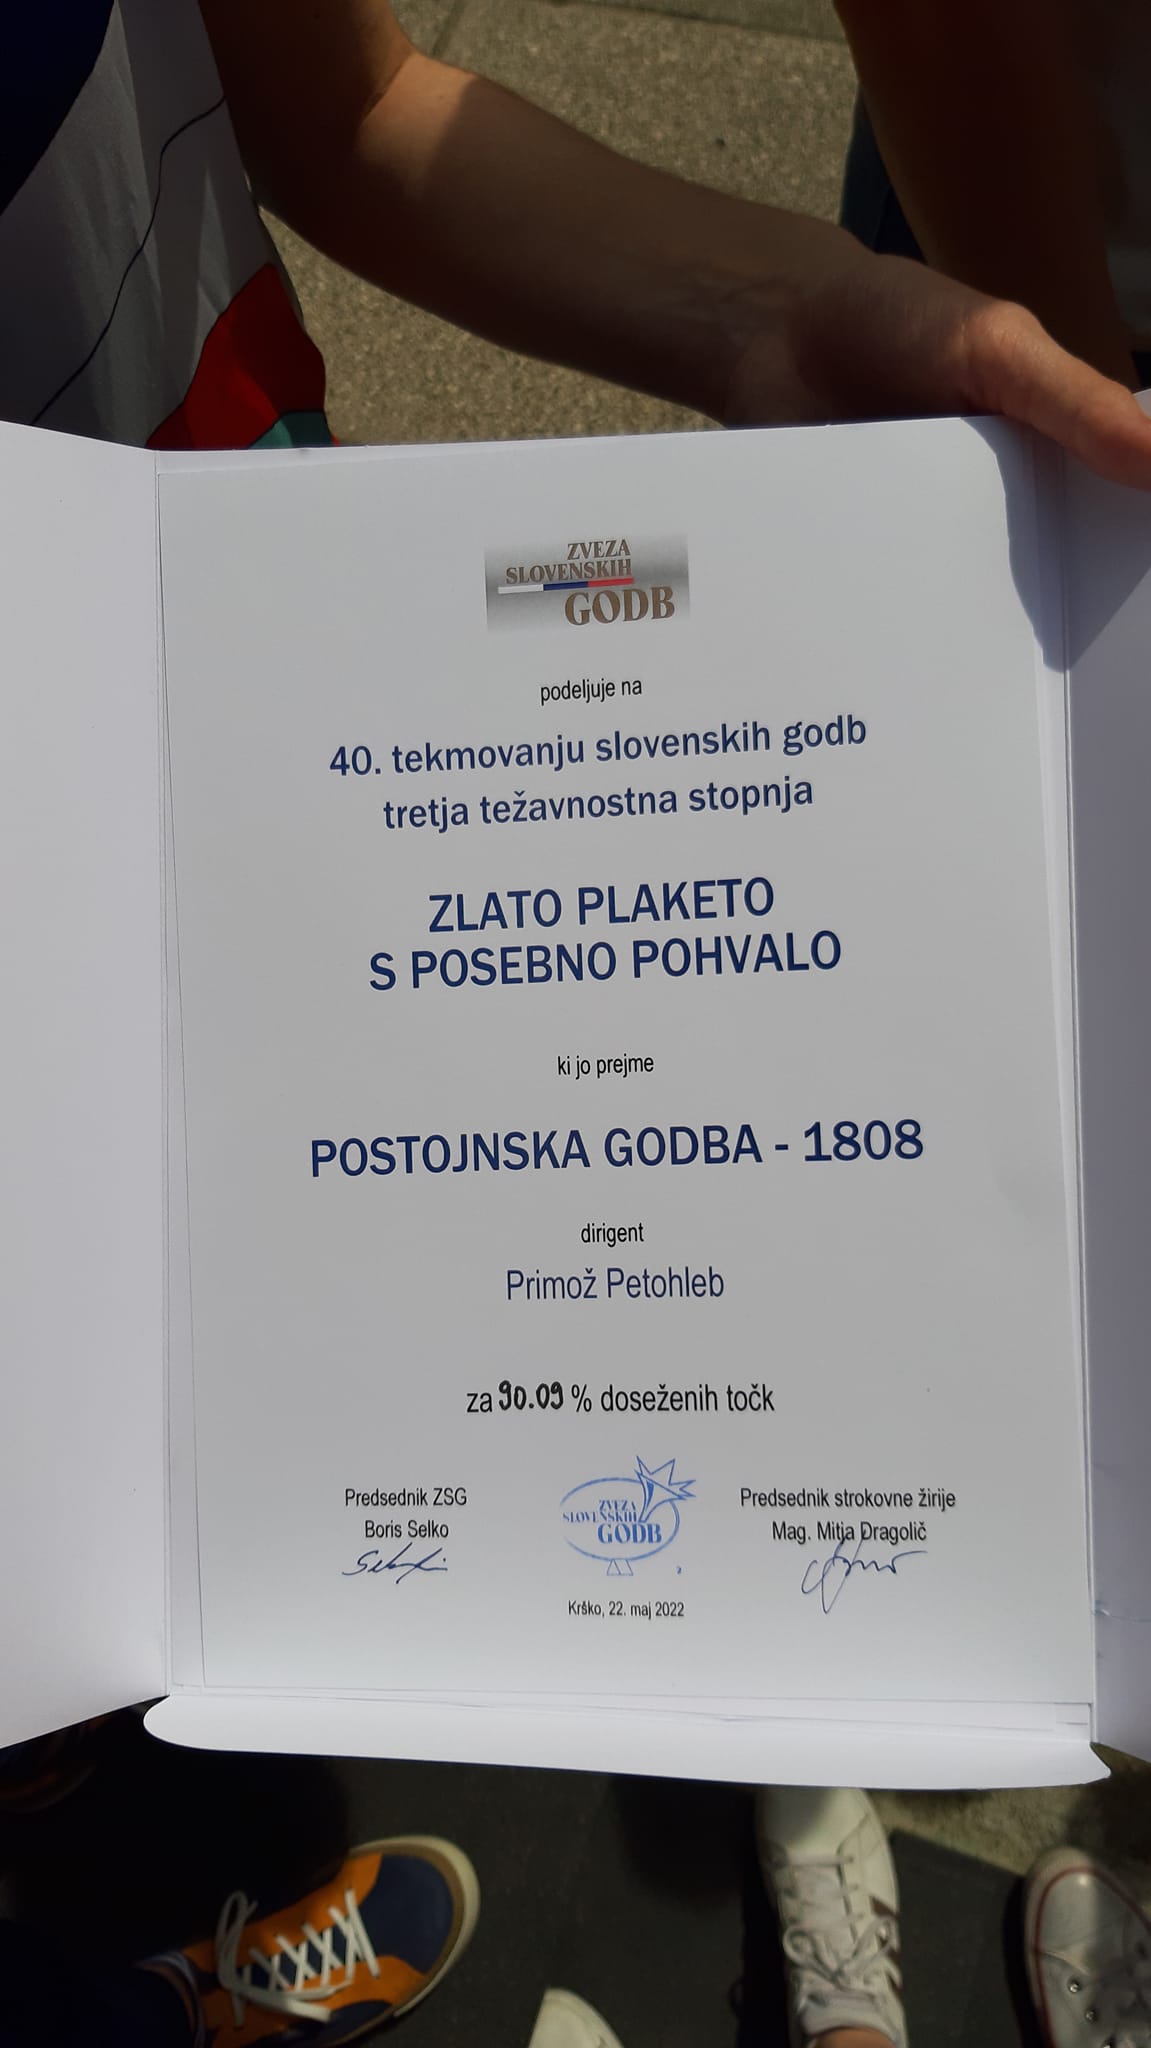 ZVEZA
SLOVENSKIH
GODB
podeljuje na
40. tekmovanju slovenskih godb
tretja težavnostna stopnja
ZLATO PLAKETO
S POSEBNO POHVALO
ki jo prejme
POSTOJNSKA GODBA - 1808
dirigent
Primož Petohleb
za 90.09 % doseženih točk
Predsednik ZSG
Boris Selko
ZVEZA
SLOVENSKIH
GODB
2
Predsednik strokovne žirije
Mag. Mitja Dragolič
Krško, 22. maj 2022